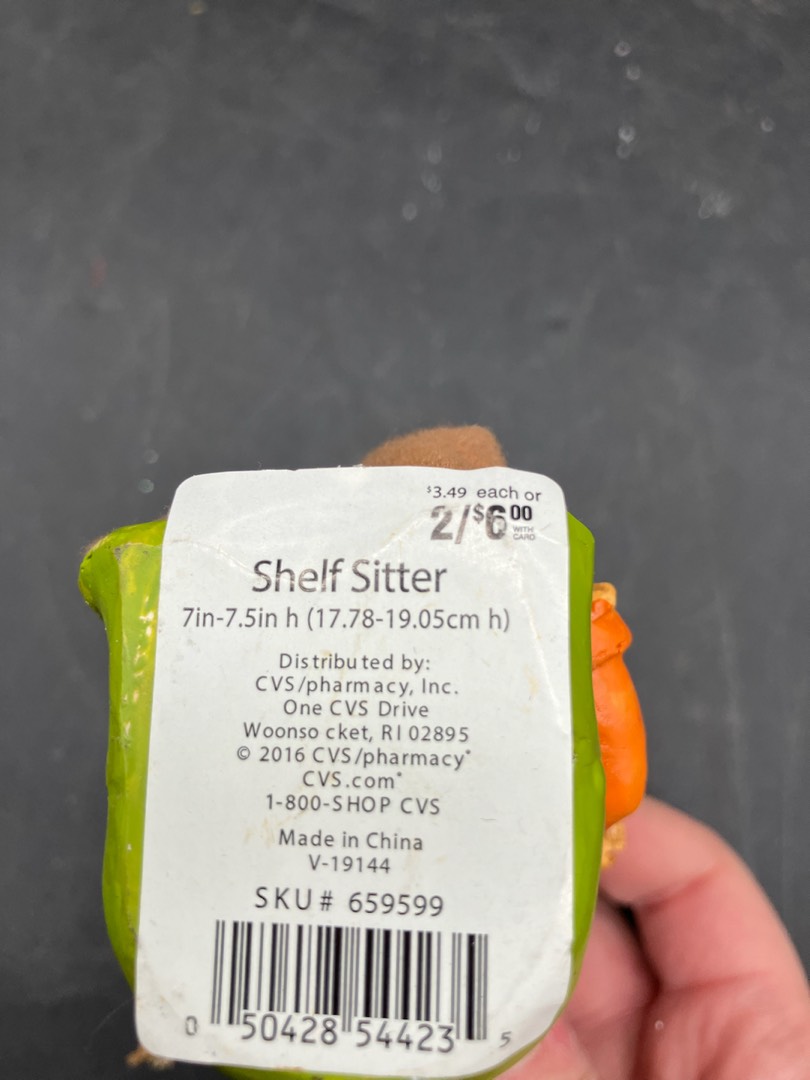 $3.49 each or
2/$6.00 WITH CARD
Shelf Sitter
7in-7.5in h (17.78-19.05cm h)
Distributed by:
CVS/pharmacy, Inc.
One CVS Drive
Woonso cket, RI 02895
© 2016 CVS/pharmacy®
CVS.com®
1-800-SHOP CVS
Made in China
V-19144
SKU# 659599
0 50428 54423 5